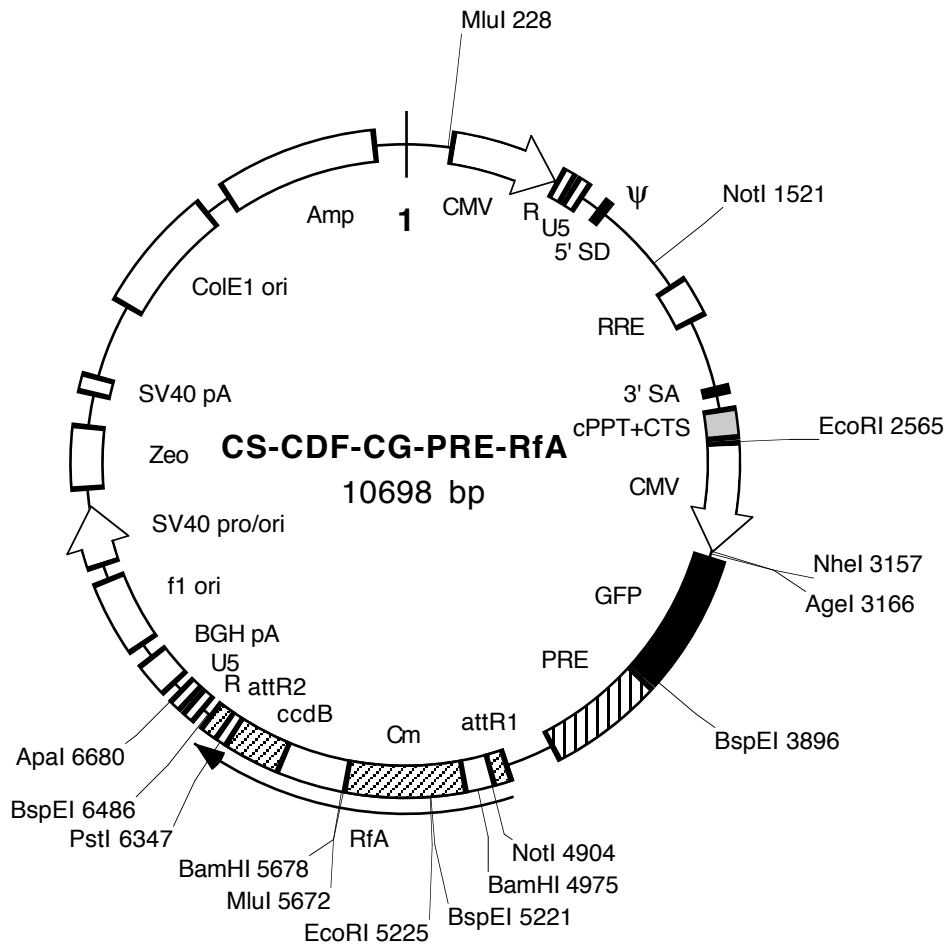 MluI 228
NotI 1521
ψ
CMV
R
U5
5' SD
Amp
1
ColE1 ori
RRE
SV40 pA
3' SA
cPPT+CTS
EcoRI 2565
Zeo
CS-CDF-CG-PRE-RfA
10698 bp
CMV
SV40 pro/ori
NheI 3157
AgeI 3166
f1 ori
GFP
BGH pA
PRE
U5
R
attR2
ccdB
Cm
attR1
BspEI 3896
ApaI 6680
BspEI 6486
PstI 6347
RfA
NotI 4904
BamHI 5678
BamHI 4975
MluI 5672
BspEI 5221
EcoRI 5225